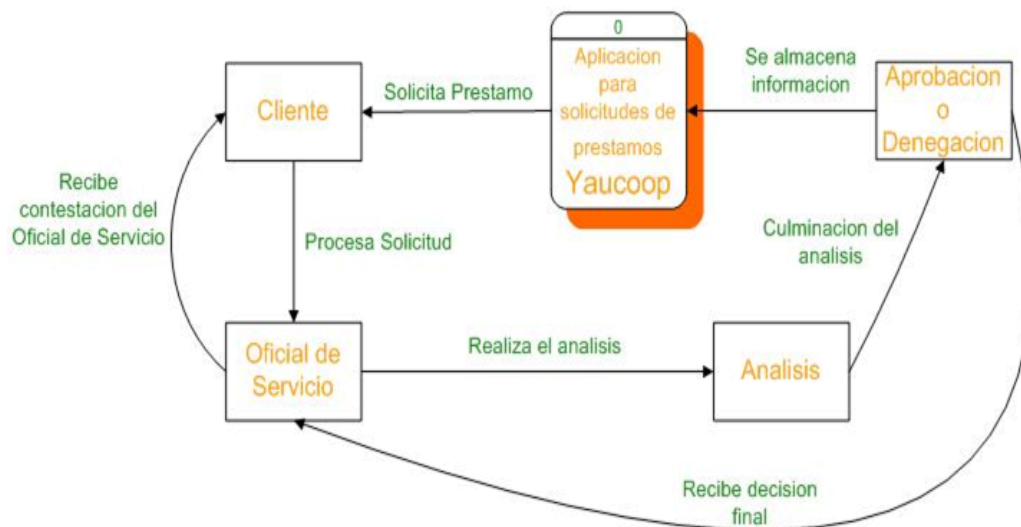 0
Aplicacion
para
solicitudes de
prestamos
Yaucoop
Se almacena
informacion
Aprobacion
o
Denegacion
Solicita Prestamo
Cliente
Recibe
contestacion del
Oficial de Servicio
Procesa Solicitud
Culminacion del
analisis
Oficial de
Servicio
Realiza el analisis
Analisis
Recibe decision
final